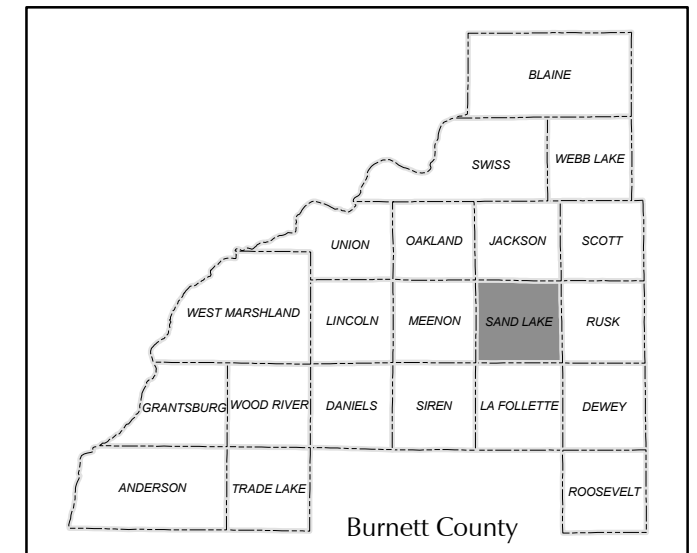 BLAINE
SWISS
WEBB LAKE
UNION
OAKLAND
JACKSON
SCOTT
WEST MARSHLAND
LINCOLN
MEENON
SAND LAKE
RUSK
GRANTSBURG
WOOD RIVER
DANIELS
SIREN
LA FOLLETTE
DEWEY
ANDERSON
TRADE LAKE
ROOSEVELT
Burnett County